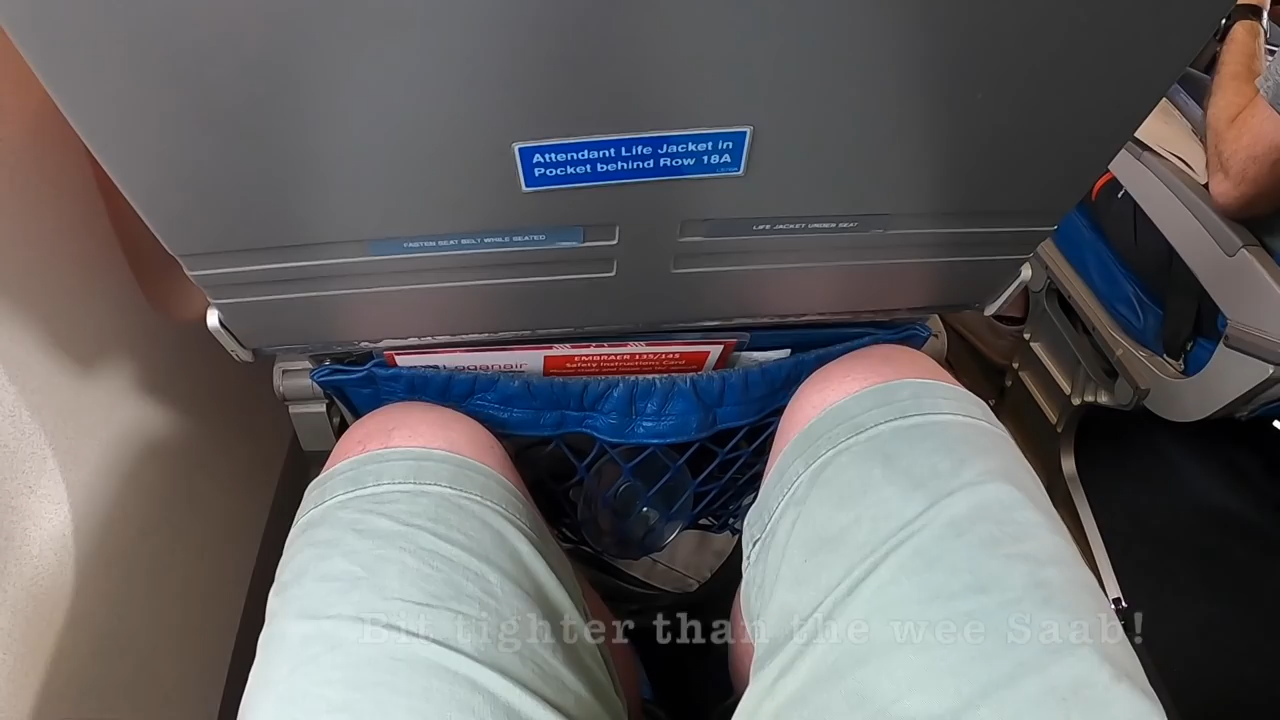 Attendant Life Jacket in
Pocket behind Row 18A
FASTEN SEAT BELT WHILE SEATED
LIFE JACKET UNDER SEAT
EMBRAER 135/145
Safety Instructions Card
Bit tighter than the wee Saab!